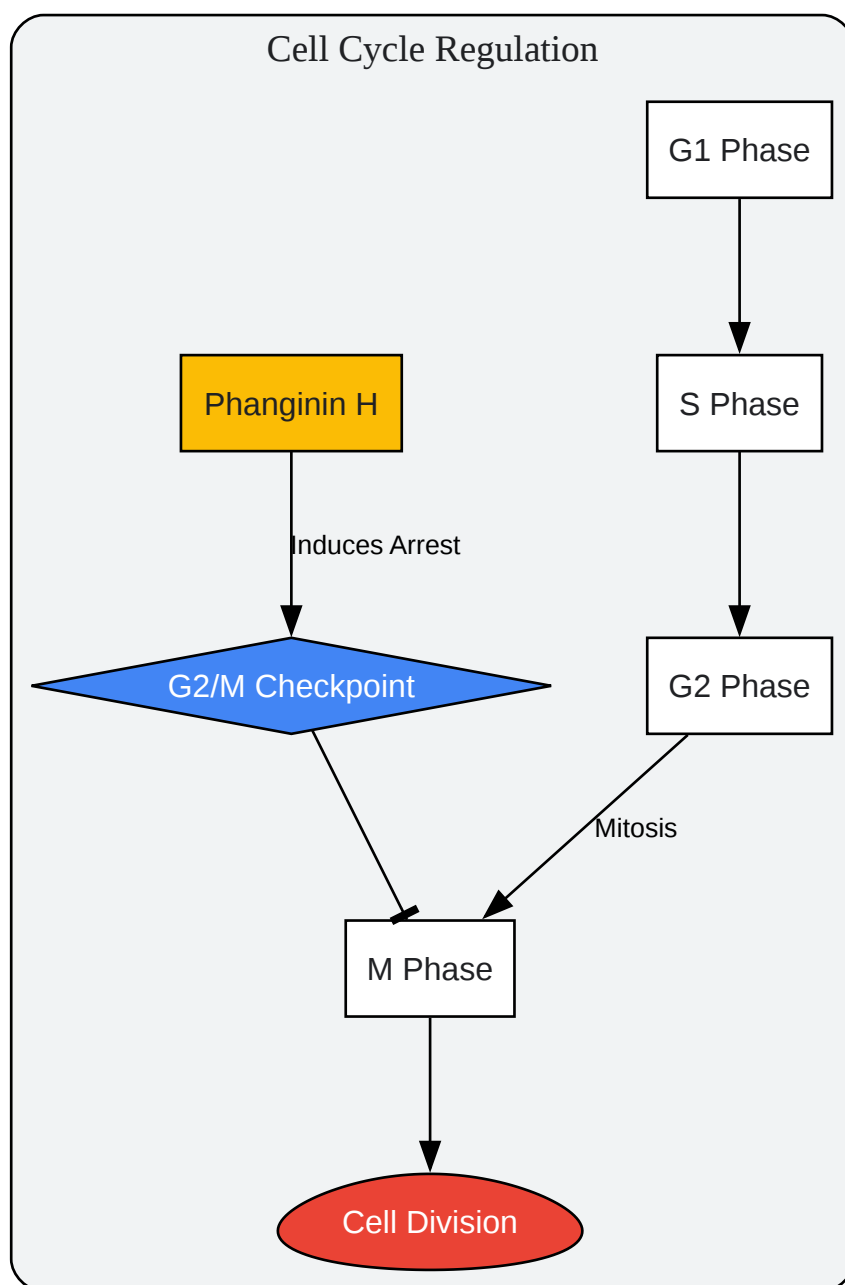 Cell Cycle Regulation
G1 Phase
Phanginin H
S Phase
Induces Arrest
G2/M Checkpoint
G2 Phase
Mitosis
M Phase
Cell Division